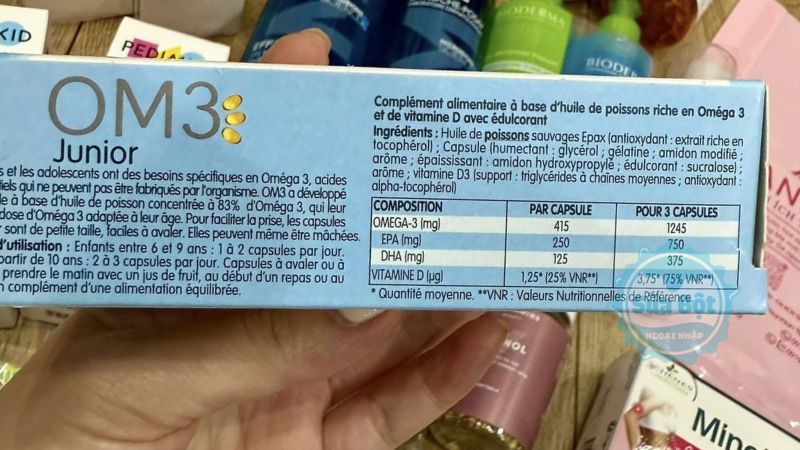 KID
PEDIA
BIODERMA
BIODERM
OM3
Junior
s et les adolescents ont des besoins spécifiques en Oméga 3, acides
tiels qui ne peuvent pas être fabriqués par l'organisme. OM3 a développé
le à base d'huile de poisson concentrée à 83% d'Oméga 3, qui leur
dose d'Oméga 3 adaptée à leur âge. Pour faciliter la prise, les capsules
r sont de petite taille, faciles à avaler. Elles peuvent même être mâchées.
d'utilisation : Enfants entre 6 et 9 ans : 1 à 2 capsules par jour.
partir de 10 ans : 2 à 3 capsules par jour. Capsules à avaler ou à
prendre le matin avec un jus de fruit, au début d'un repas ou au
n complément d'une alimentation équilibrée.
Complément alimentaire à base d'huile de poissons riche en Oméga 3
et de vitamine D avec édulcorant
Ingrédients : Huile de poissons sauvages Epax (antioxydant : extrait riche en
tocophérol) ; Capsule (humectant : glycérol ; gélatine ; amidon modifié ;
arôme ; épaississant : amidon hydroxypropylé ; édulcorant : sucralose) ;
arôme ; vitamine D3 (support : triglycérides à chaînes moyennes ; antioxydant :
alpha-tocophérol)
COMPOSITION PAR CAPSULE POUR 3 CAPSULES
OMEGA-3 (mg) 415 1245
EPA (mg) 250 750
DHA (mg) 125 375
VITAMINE D (µg) 1,25* (25% VNR**) 3,75* (75% VNR**)
* Quantité moyenne. **VNR : Valeurs Nutritionnelles de Référence.
Sữa Bột
NGOẠI NHẬP
NOL